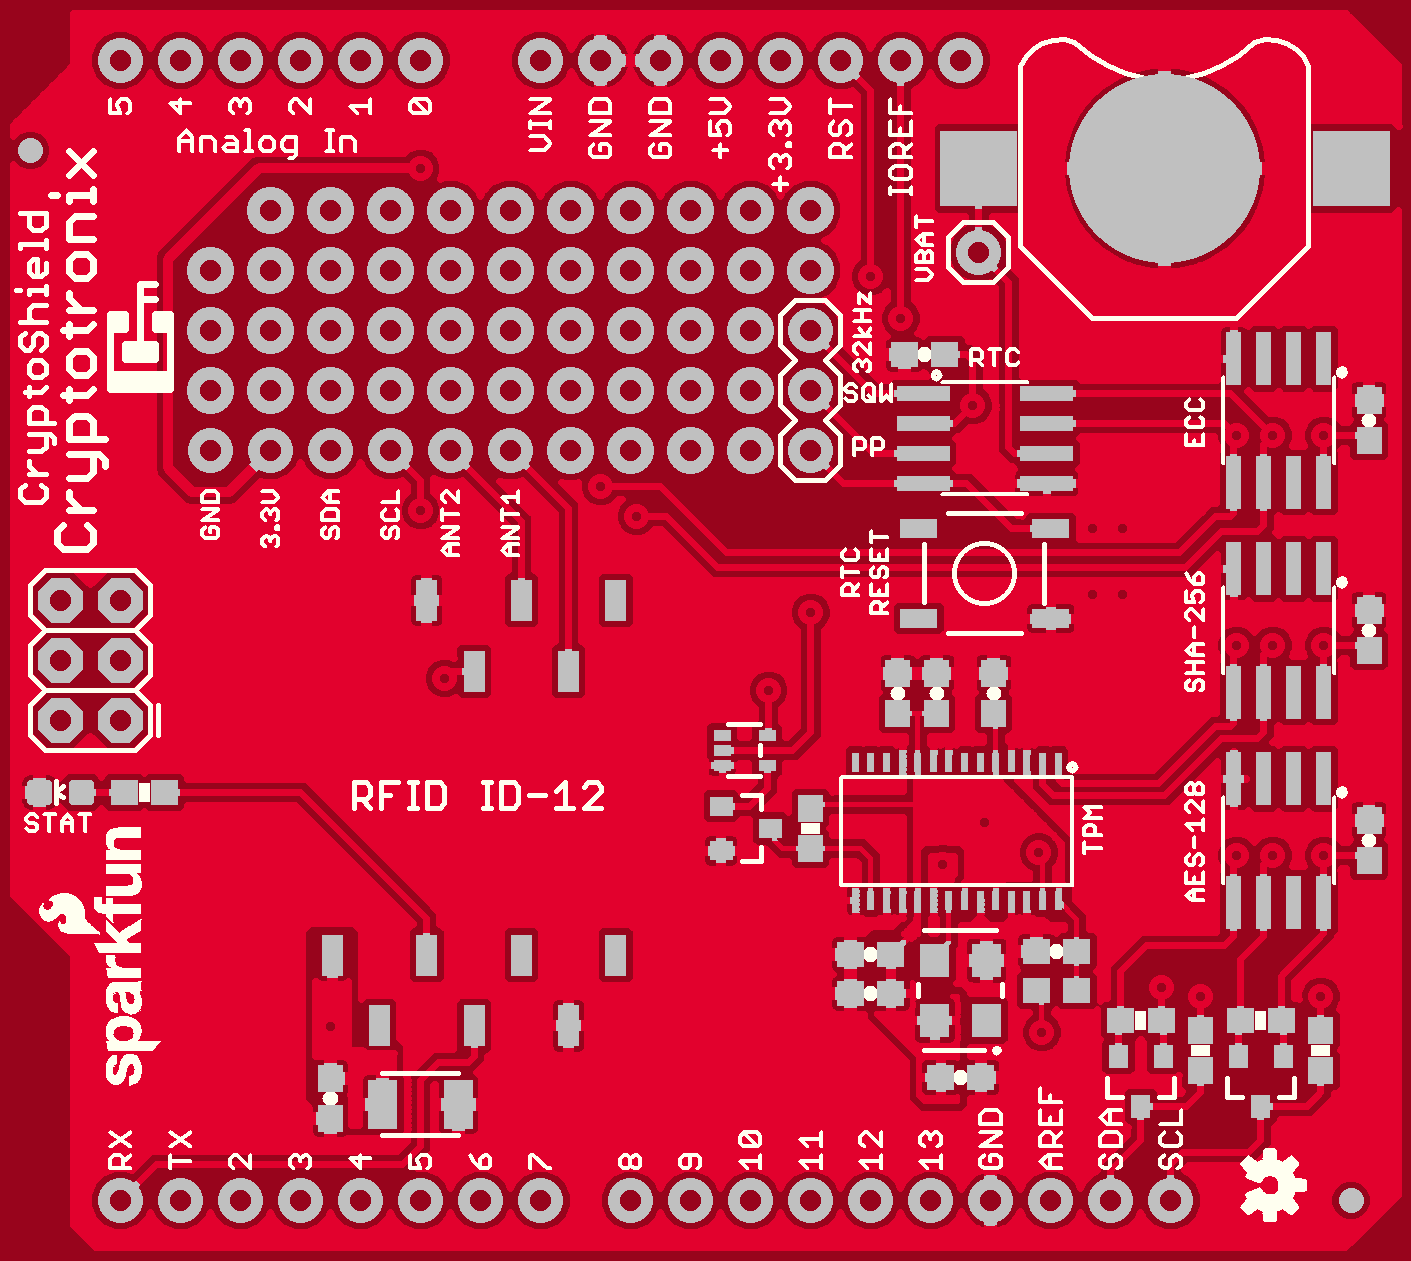 5 4 3 2 1 0
Analog In
VIN GND GND +5V +3.3V RST IOREF
CryptoShield
Cryptotronix
VBAT
32kHz
SQW
PP
RTC
ECC
GND 3.3V SDA SCL ANT2 ANT1
RTC
RESET
SHA-256
STAT
RFID ID-12
TPM
AES-128
sparkfun
RX TX 2 3 4 5 6 7 8 9 10 11 12 13 GND AREF SDA SCL